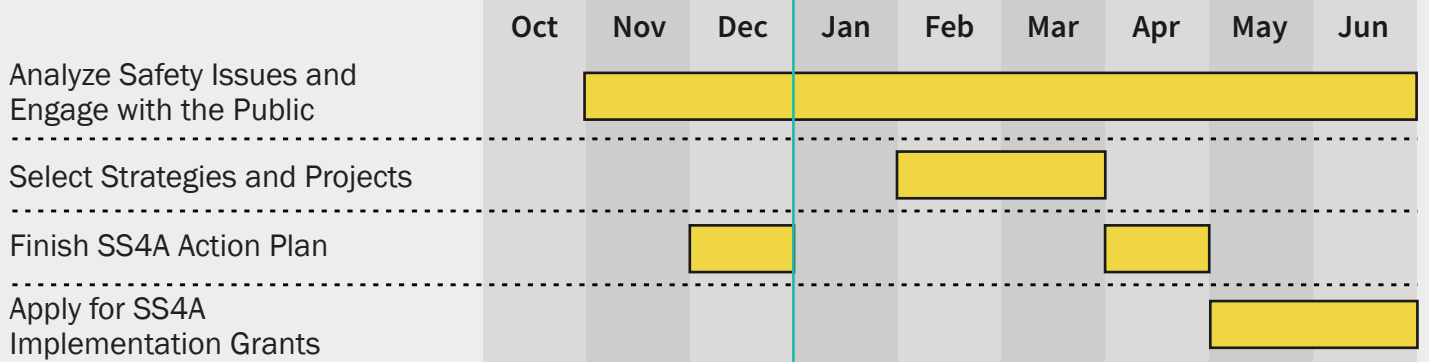 Oct Nov Dec Jan Feb Mar Apr May Jun
Analyze Safety Issues and
Engage with the Public
Select Strategies and Projects
Finish SS4A Action Plan
Apply for SS4A
Implementation Grants